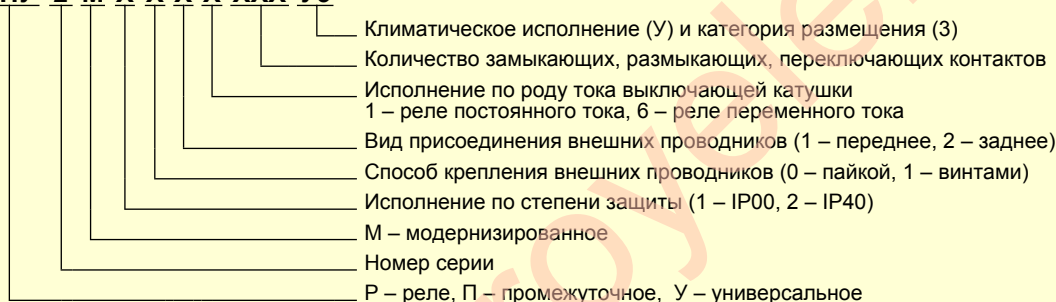 Климатическое исполнение (У) и категория размещения (3)
Количество замыкающих, размыкающих, переключающих контактов
Исполнение по роду тока выключающей катушки
1 – реле постоянного тока, 6 – реле переменного тока
Вид присоединения внешних проводников (1 – переднее, 2 – заднее)
Способ крепления внешних проводников (0 – пайкой, 1 – винтами)
Исполнение по степени защиты (1 – IP00, 2 – IP40)
М – модернизированное
Номер серии
Р – реле, П – промежуточное, У – универсальное